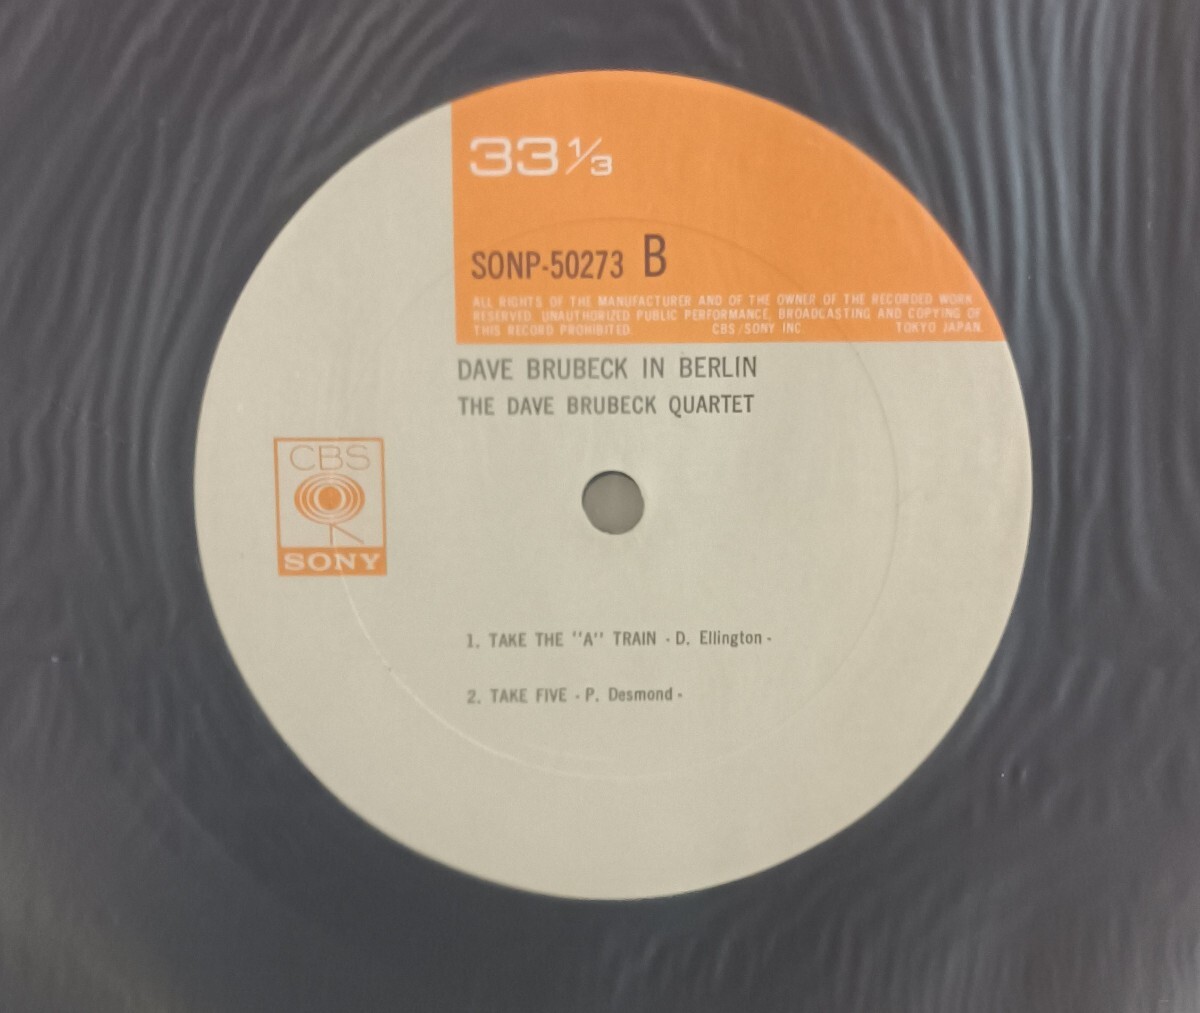 33 1/3
SONP-50273 B
ALL RIGHTS OF THE MANUFACTURER AND OF THE OWNER OF THE RECORDED WORK
RESERVED. UNAUTHORIZED PUBLIC PERFORMANCE, BROADCASTING AND COPYING OF
THIS RECORD PROHIBITED. CBS/SONY INC. TOKYO JAPAN
DAVE BRUBECK IN BERLIN
THE DAVE BRUBECK QUARTET
CBS
SONY
1. TAKE THE "A" TRAIN - D. Ellington -
2. TAKE FIVE - P. Desmond -